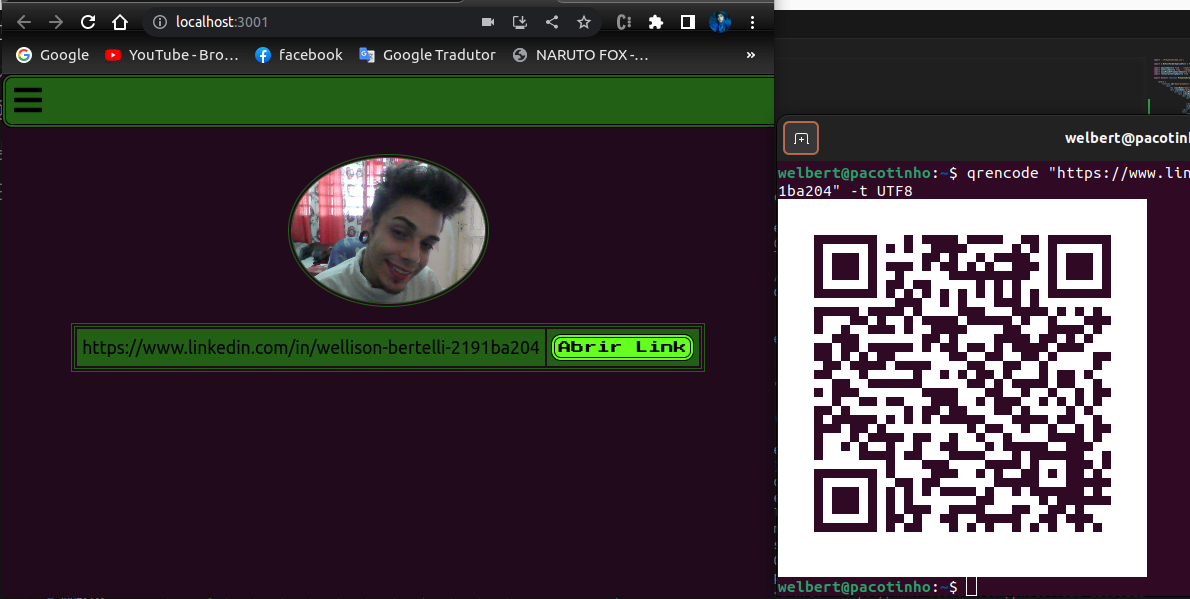 localhost:3001
Google YouTube - Bro... facebook Google Tradutor NARUTO FOX -... »
https://www.linkedin.com/in/wellison-bertelli-2191ba204 Abrir Link
welbert@pacotinh
welbert@pacotinho:~$ qrencode "https://www.lin
1ba204" -t UTF8
welbert@pacotinho:~$